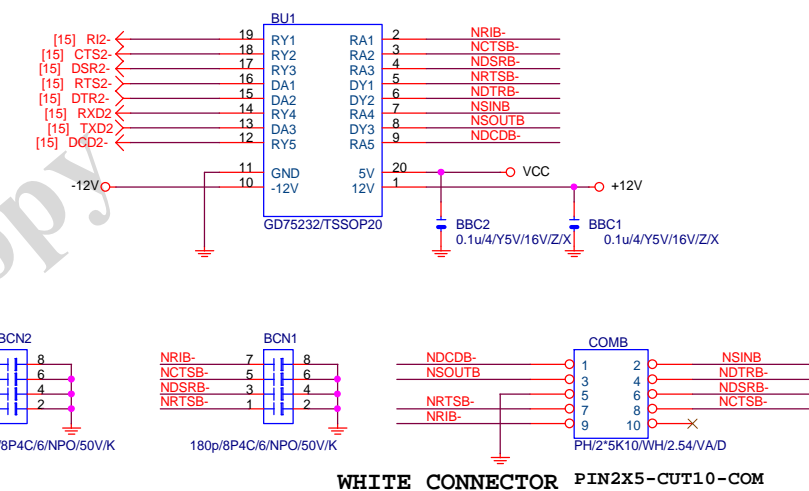 BU1
[15] RI2- 19 RY1 RA1 2 NRIB-
[15] CTS2- 18 RY2 RA2 3 NCTSB-
[15] DSR2- 17 RY3 RA3 4 NDSRB-
[15] RTS2- 16 DA1 DY1 5 NRTSB-
[15] DTR2- 15 DA2 DY2 6 NDTRB-
[15] RXD2 14 RY4 RA4 7 NSINB
[15] TXD2 13 DA3 DY3 8 NSOUTB
[15] DCD2- 12 RY5 RA5 9 NDCDB-
11 GND 5V 20 VCC
-12V 10 -12V 12V 1 +12V
GD75232/TSSOP20
BBC2
0.1u/4/Y5V/16V/Z/X
BBC1
0.1u/4/Y5V/16V/Z/X
opy
BCN2
8
6
4
2
/8P4C/6/NPO/50V/K
BCN1
NRIB- 7 8
NCTSB- 5 6
NDSRB- 3 4
NRTSB- 1 2
180p/8P4C/6/NPO/50V/K
COMB
NDCDB- 1 2 NSINB
NSOUTB 3 4 NDTRB-
5 6 NDSRB-
NRTSB- 7 8 NCTSB-
NRIB- 9 10
PH/2*5K10/WH/2.54/VA/D
WHITE CONNECTOR PIN2X5-CUT10-COM